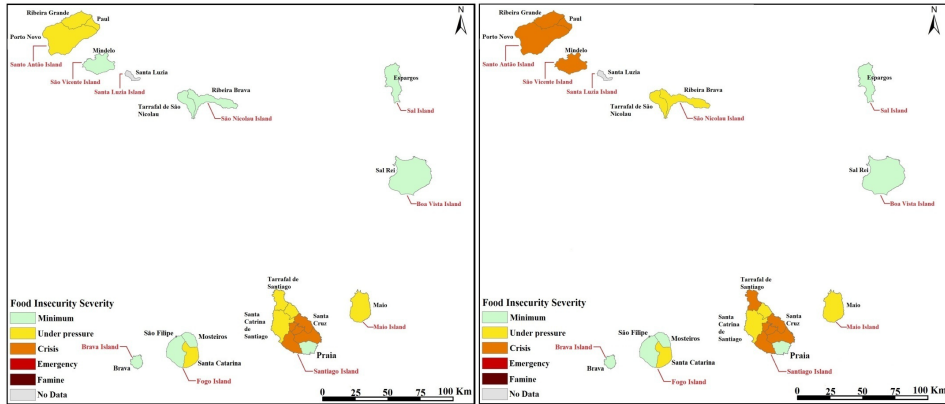 Ribeira Grande
Paul
N
Porto Novo
Santo Antão Island
Mindelo
São Vicente Island
Santa Luzia
Santa Luzia Island
Ribeira Brava
Tarrafal de São
Nicolau
São Nicolau Island
Espargos
Sal Island
Sal Rei
Boa Vista Island
Tarrafal de
Santiago
Maio
Maio Island
Santa
Catrina
de
Santiago
Santa
Cruz
Praia
Santiago Island
São Filipe
Mosteiros
Santa Catarina
Fogo Island
Brava Island
Brava
Food Insecurity Severity
Minimum
Under pressure
Crisis
Emergency
Famine
No Data
0 25 50 75 100 Km
Ribeira Grande
Paul
N
Porto Novo
Santo Antão Island
Mindelo
São Vicente Island
Santa Luzia
Santa Luzia Island
Ribeira Brava
Tarrafal de São
Nicolau
São Nicolau Island
Espargos
Sal Island
Sal Rei
Boa Vista Island
Tarrafal de
Santiago
Maio
Maio Island
Santa
Catrina
de
Santiago
Santa
Cruz
Praia
Santiago Island
São Filipe
Mosteiros
Santa Catarina
Fogo Island
Brava Island
Brava
Food Insecurity Severity
Minimum
Under pressure
Crisis
Emergency
Famine
No Data
0 25 50 75 100 Km